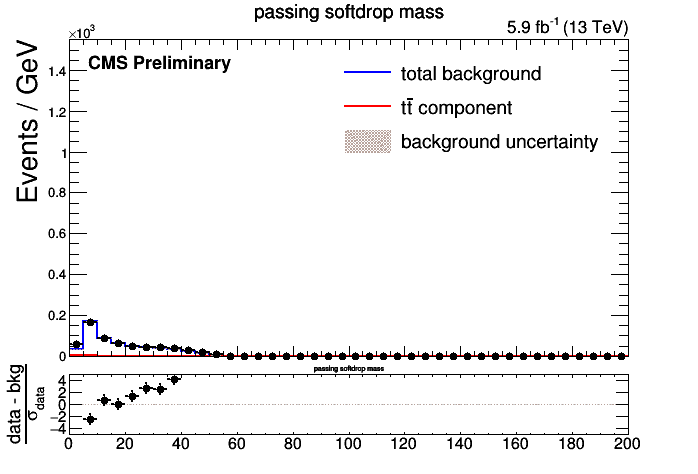 passing softdrop mass
×10³
5.9 fb⁻¹ (13 TeV)
CMS Preliminary
total background
tt̄ component
background uncertainty
Events / GeV
1.4
1.2
1
0.8
0.6
0.4
0.2
0
passing softdrop mass
data - bkg
σ_data
4
2
0
−2
−4
0 20 40 60 80 100 120 140 160 180 200